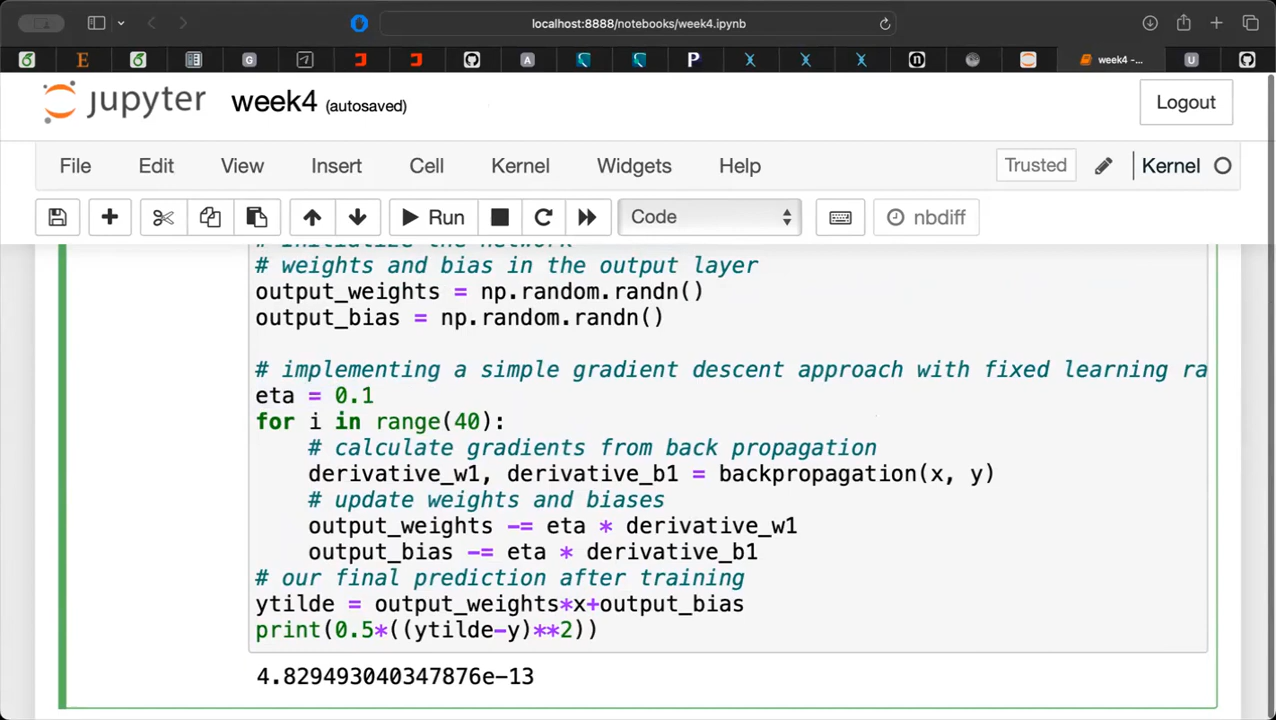 localhost:8888/notebooks/week4.ipynb
week4 -...
jupyter week4 (autosaved) Logout
File Edit View Insert Cell Kernel Widgets Help Trusted Kernel
Run Code nbdiff
# initialize the network
# weights and bias in the output layer
output_weights = np.random.randn()
output_bias = np.random.randn()
# implementing a simple gradient descent approach with fixed learning ra
eta = 0.1
for i in range(40):
    # calculate gradients from back propagation
    derivative_w1, derivative_b1 = backpropagation(x, y)
    # update weights and biases
    output_weights -= eta * derivative_w1
    output_bias -= eta * derivative_b1
# our final prediction after training
ytilde = output_weights*x+output_bias
print(0.5*((ytilde-y)**2))
4.829493040347876e-13